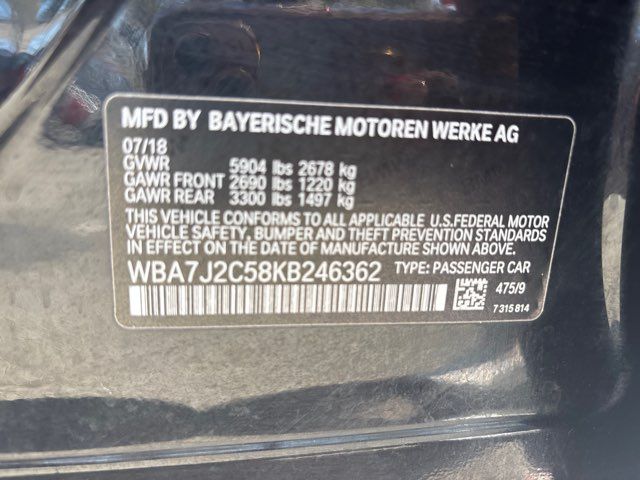 MFD BY BAYERISCHE MOTOREN WERKE AG
07/18
GVWR 5904 lbs 2678 kg
GAWR FRONT 2690 lbs 1220 kg
GAWR REAR 3300 lbs 1497 kg
THIS VEHICLE CONFORMS TO ALL APPLICABLE U.S.FEDERAL MOTOR
VEHICLE SAFETY, BUMPER AND THEFT PREVENTION STANDARDS
IN EFFECT ON THE DATE OF MANUFACTURE SHOWN ABOVE.
WBA7J2C58KB246362 TYPE: PASSENGER CAR
475/9
7 315 814